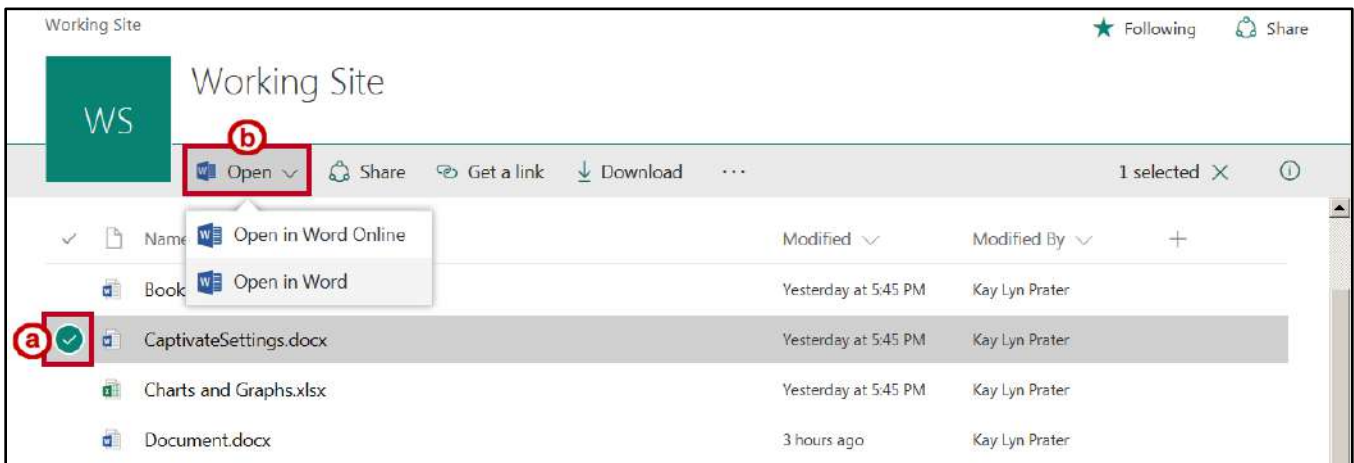 Working Site
Following Share
Working Site
WS
b
Open Share Get a link Download ... 1 selected
Open in Word Online
Name Modified Modified By
Open in Word
Book Yesterday at 5:45 PM Kay Lyn Prater
a CaptivateSettings.docx Yesterday at 5:45 PM Kay Lyn Prater
Charts and Graphs.xlsx Yesterday at 5:45 PM Kay Lyn Prater
Document.docx 3 hours ago Kay Lyn Prater